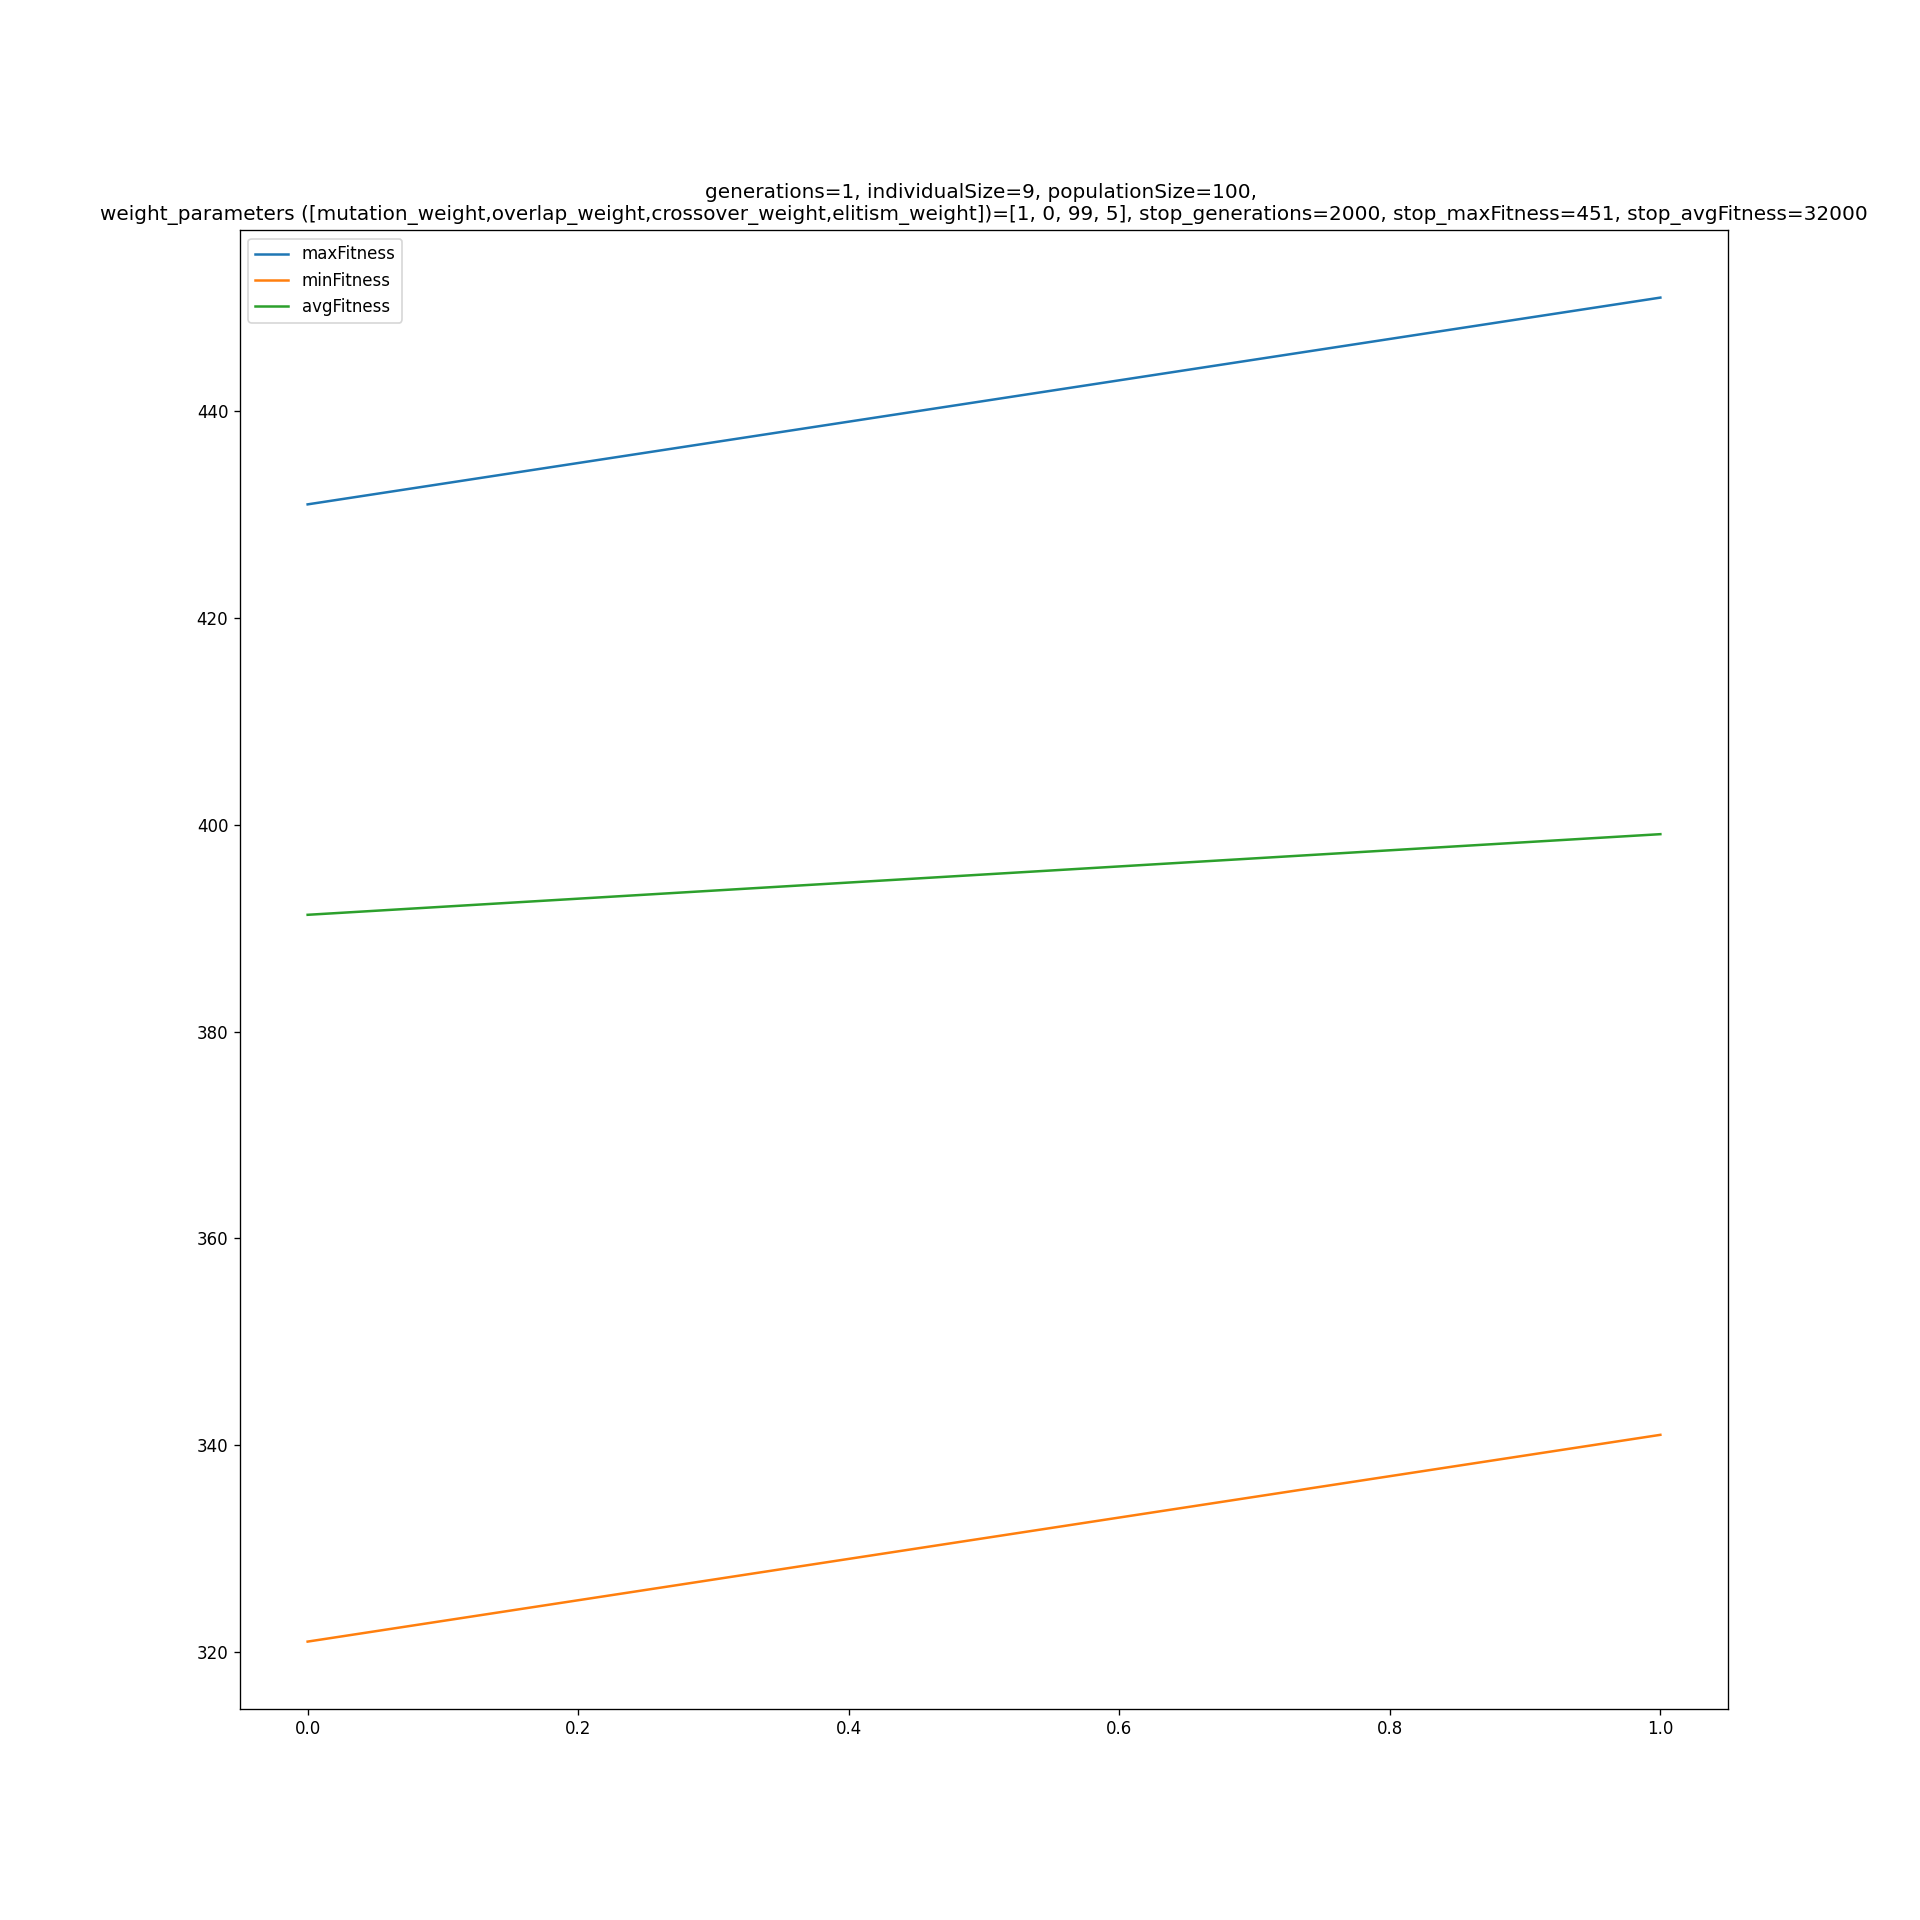 generations=1, individualSize=9, populationSize=100,
weight_parameters ([mutation_weight,overlap_weight,crossover_weight,elitism_weight])=[1, 0, 99, 5], stop_generations=2000, stop_maxFitness=451, stop_avgFitness=32000
maxFitness
minFitness
avgFitness
440
420
400
380
360
340
320
0.0 0.2 0.4 0.6 0.8 1.0